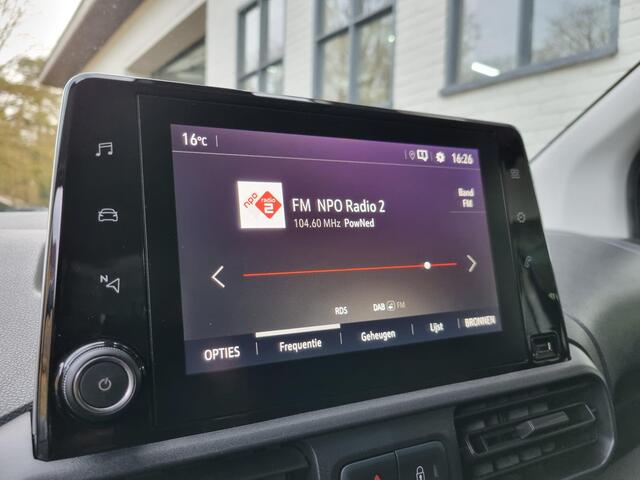 16°C
16:26
npo radio 2
FM NPO Radio 2
104.60 MHz PowNed
Band
FM
RDS DAB FM
OPTIES Frequentie Geheugen Lijst BRONNEN
N